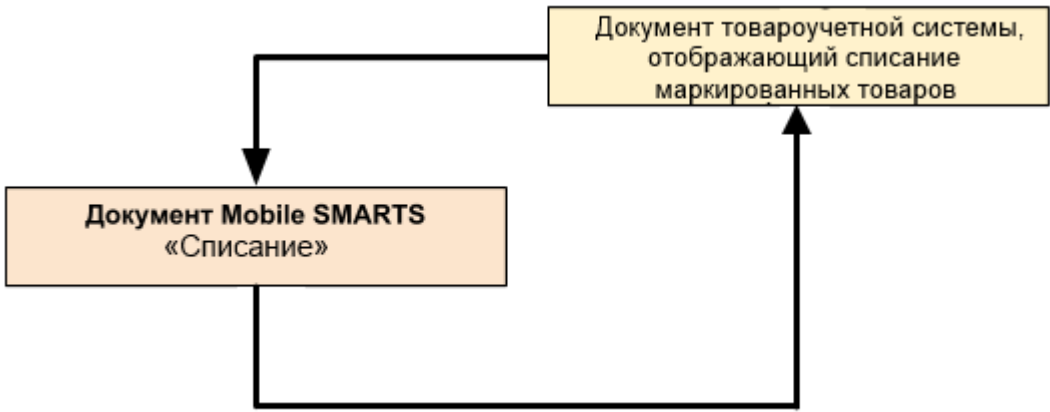 Документ товароучетной системы,
отображающий списание
маркированных товаров
Документ Mobile SMARTS
«Списание»